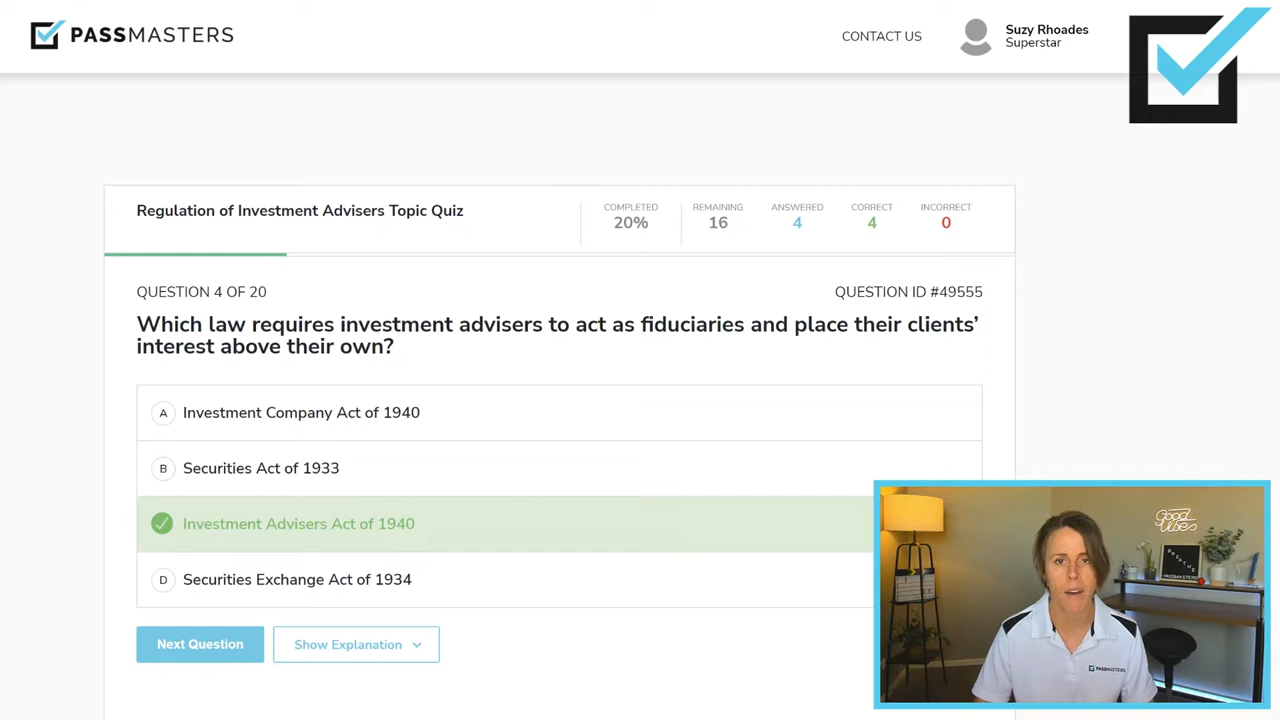 PASSMASTERS
CONTACT US
Suzy Rhoades
Superstar
Regulation of Investment Advisers Topic Quiz
COMPLETED
20%
REMAINING
16
ANSWERED
4
CORRECT
4
INCORRECT
0
QUESTION 4 OF 20
QUESTION ID #49555
Which law requires investment advisers to act as fiduciaries and place their clients’
interest above their own?
A Investment Company Act of 1940
B Securities Act of 1933
Investment Advisers Act of 1940
D Securities Exchange Act of 1934
Next Question
Show Explanation
Good
Vibes
BREATHE
PASSMASTERS
PASSMASTERS